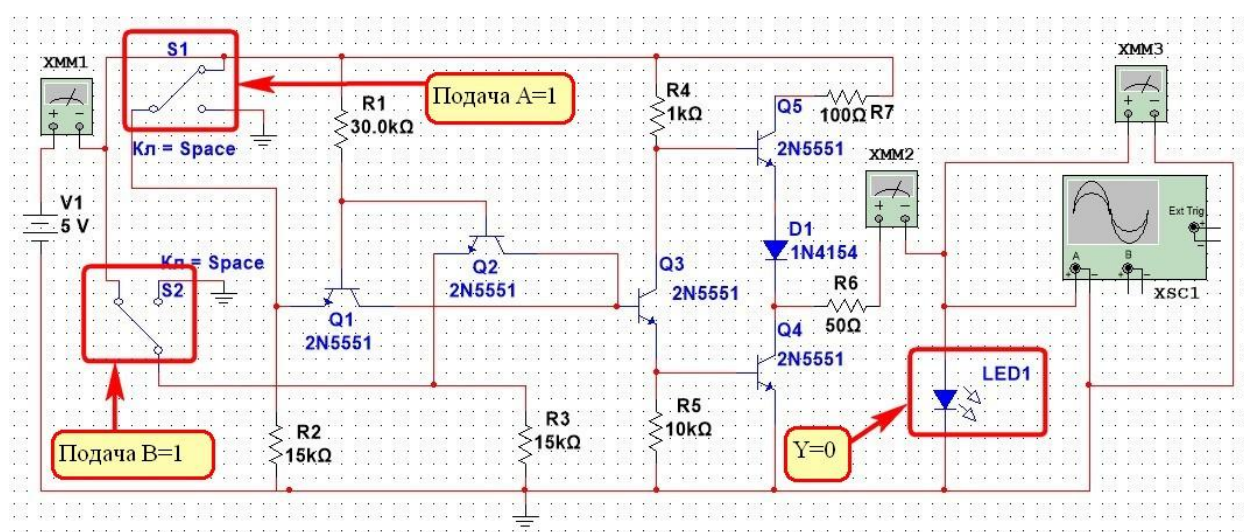 XMM1
+ −
S1
Кл = Space
Подача A=1
R1
30.0kΩ
R4
1kΩ
Q5
2N5551
100Ω R7
XMM3
+ −
XMM2
+ −
V1
5 V
Кл = Space
S2
Q2
2N5551
Q1
2N5551
Q3
2N5551
D1
1N4154
R6
50Ω
Q4
2N5551
Ext Trig
+
−
A
B
+ − + −
XSC1
LED1
Подача B=1
R2
15kΩ
R3
15kΩ
R5
10kΩ
Y=0